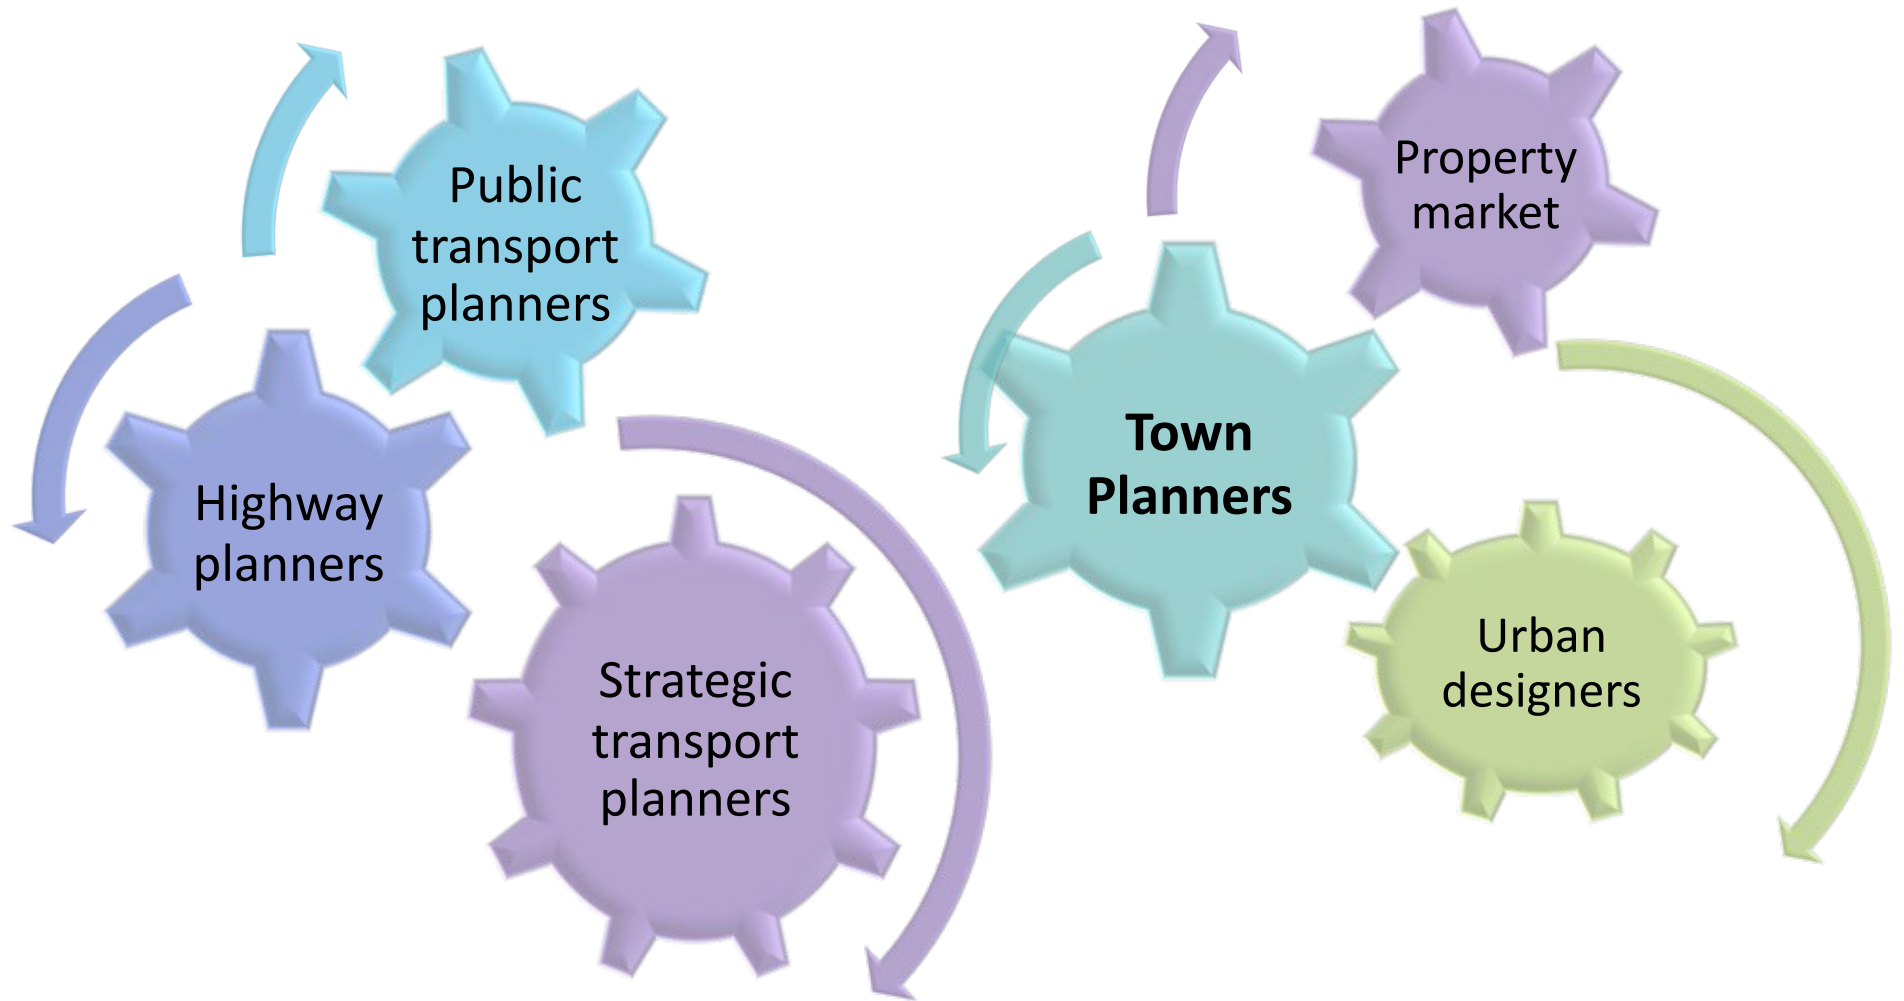 Public
transport
planners
Highway
planners
Strategic
transport
planners
Property
market
Town
Planners
Urban
designers